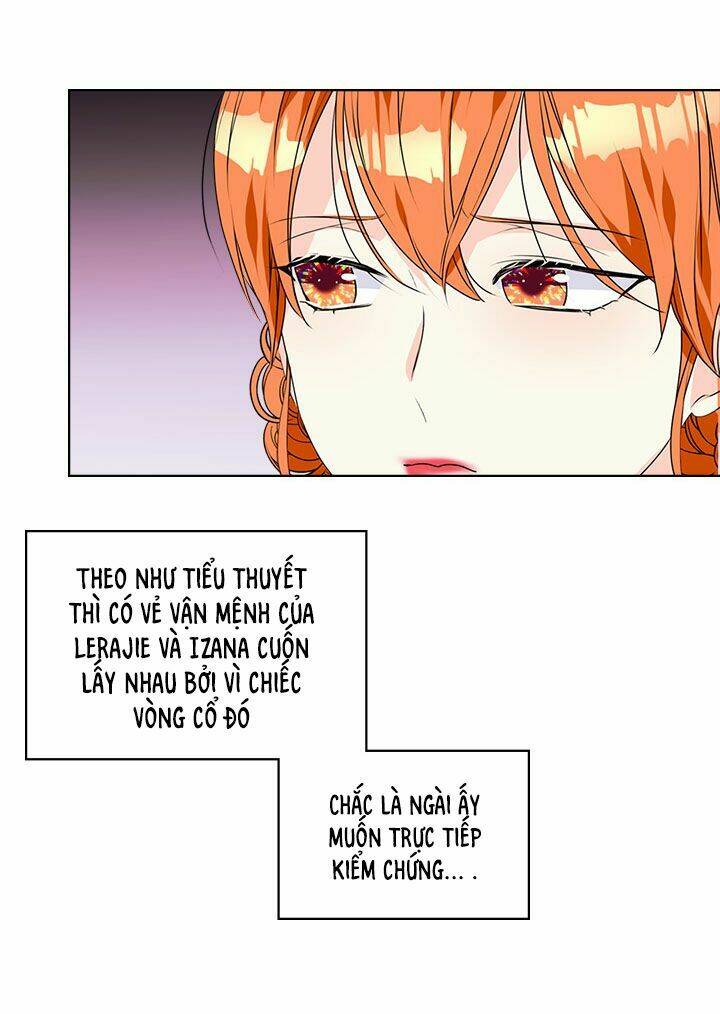 THEO NHƯ TIỂU THUYẾT
THÌ CÓ VẺ VẬN MỆNH CỦA
LERAJIE VÀ IZANA CUỐN
LẤY NHAU BỞI VÌ CHIẾC
VÒNG CỔ ĐÓ
CHẮC LÀ NGÀI ẤY
MUỐN TRỰC TIẾP
KIỂM CHỨNG... .